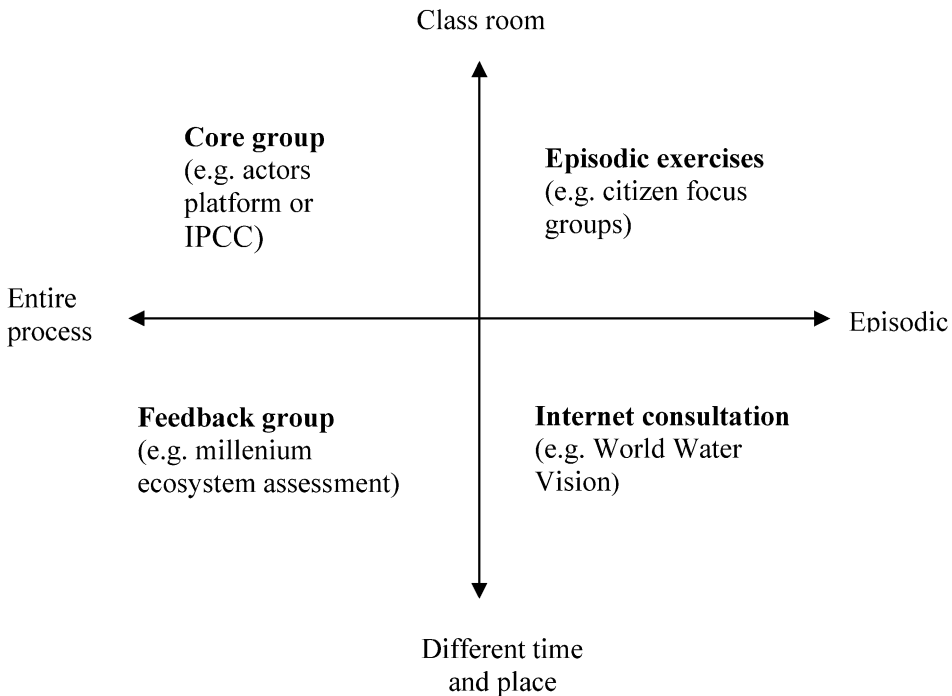 Class room
Core group
(e.g. actors
platform or
IPCC)
Episodic exercises
(e.g. citizen focus
groups)
Entire
process
Episodic
Feedback group
(e.g. millenium
ecosystem assessment)
Internet consultation
(e.g. World Water
Vision)
Different time
and place